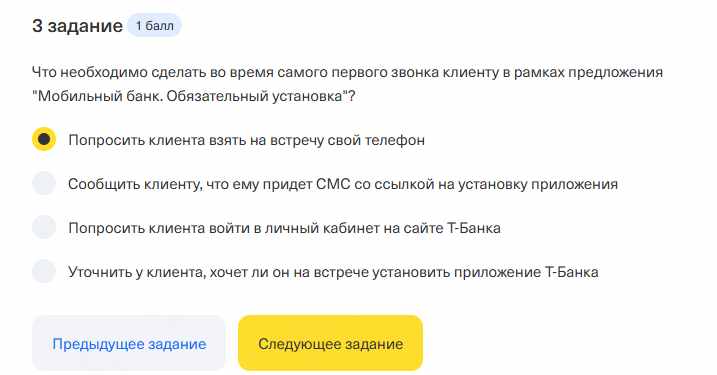 3 задание 1 балл
Что необходимо сделать во время самого первого звонка клиенту в рамках предложения
"Мобильный банк. Обязательный установка"?
Попросить клиента взять на встречу свой телефон
Сообщить клиенту, что ему придет СМС со ссылкой на установку приложения
Попросить клиента войти в личный кабинет на сайте Т-Банка
Уточнить у клиента, хочет ли он на встрече установить приложение Т-Банка
Предыдущее задание Следующее задание